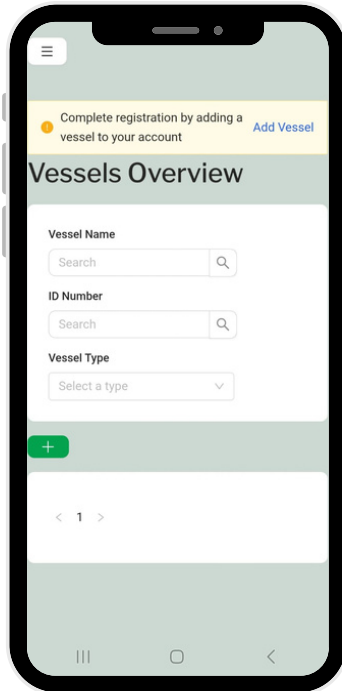 Complete registration by adding a
vessel to your account
Add Vessel
Vessels Overview
Vessel Name
Search
ID Number
Search
Vessel Type
Select a type
1